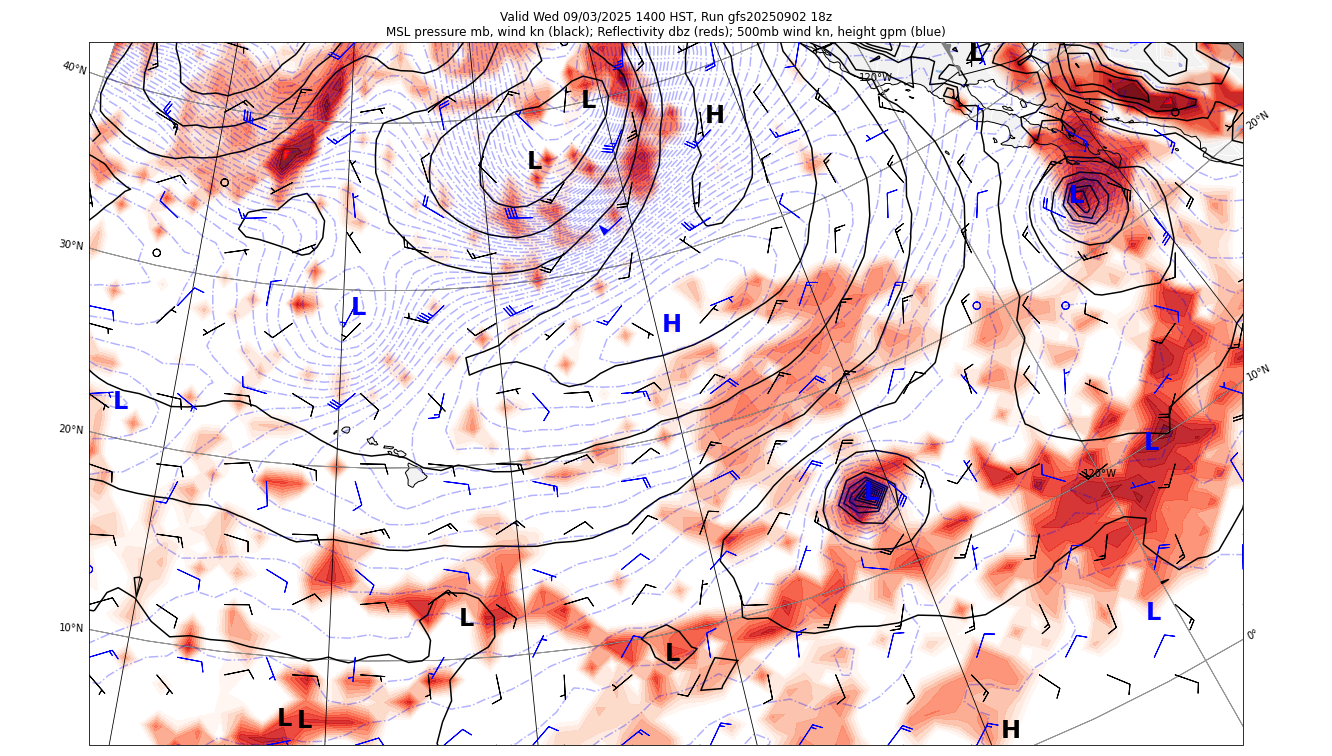 Valid Wed 09/03/2025 1400 HST, Run gfs20250902 18z
MSL pressure mb, wind kn (black); Reflectivity dbz (reds); 500mb wind kn, height gpm (blue)
L
40°N
120°W
L
H
20°N
L
L
30°N
L
H
10°N
L
20°N
L
120°W
L
L
L
10°N
0°
L
L L
H